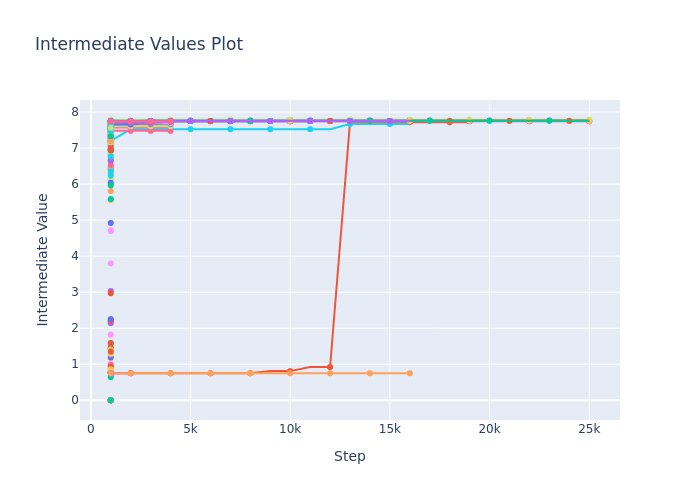 Intermediate Values Plot
8
7
6
5
4
3
2
1
0
Intermediate Value
0
5k
10k
15k
20k
25k
Step